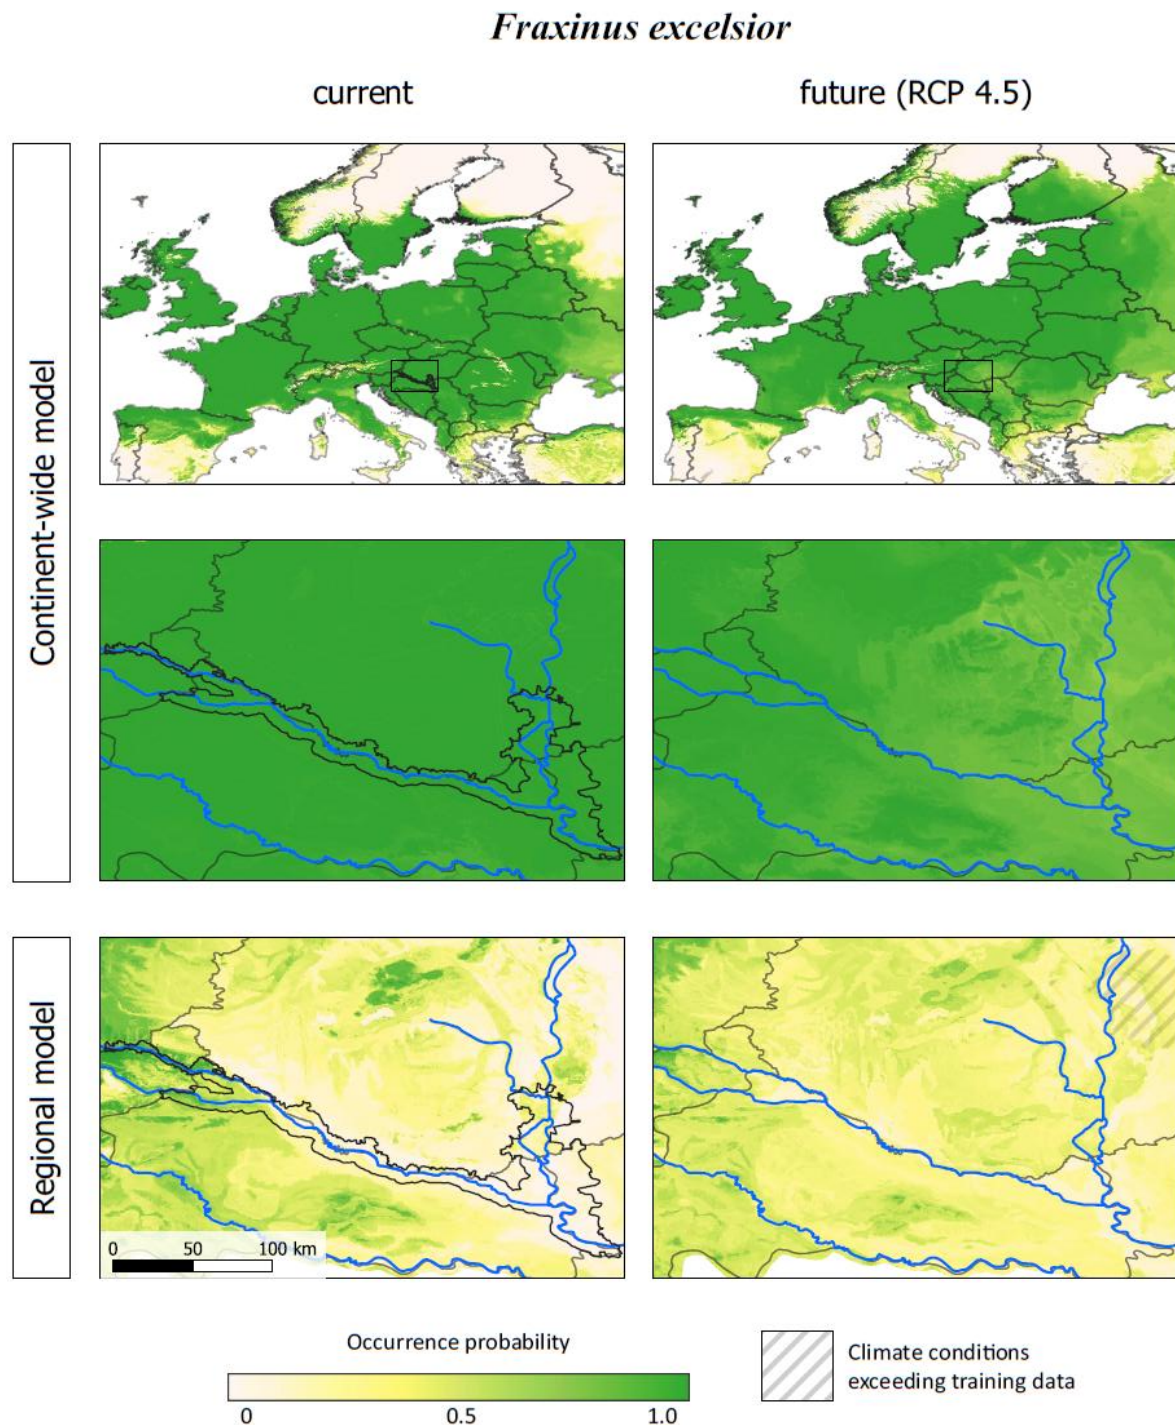 Fraxinus excelsior
current
future (RCP 4.5)
Continent-wide model
Regional model
0 50 100 km
Occurrence probability
0 0.5 1.0
Climate conditions
exceeding training data